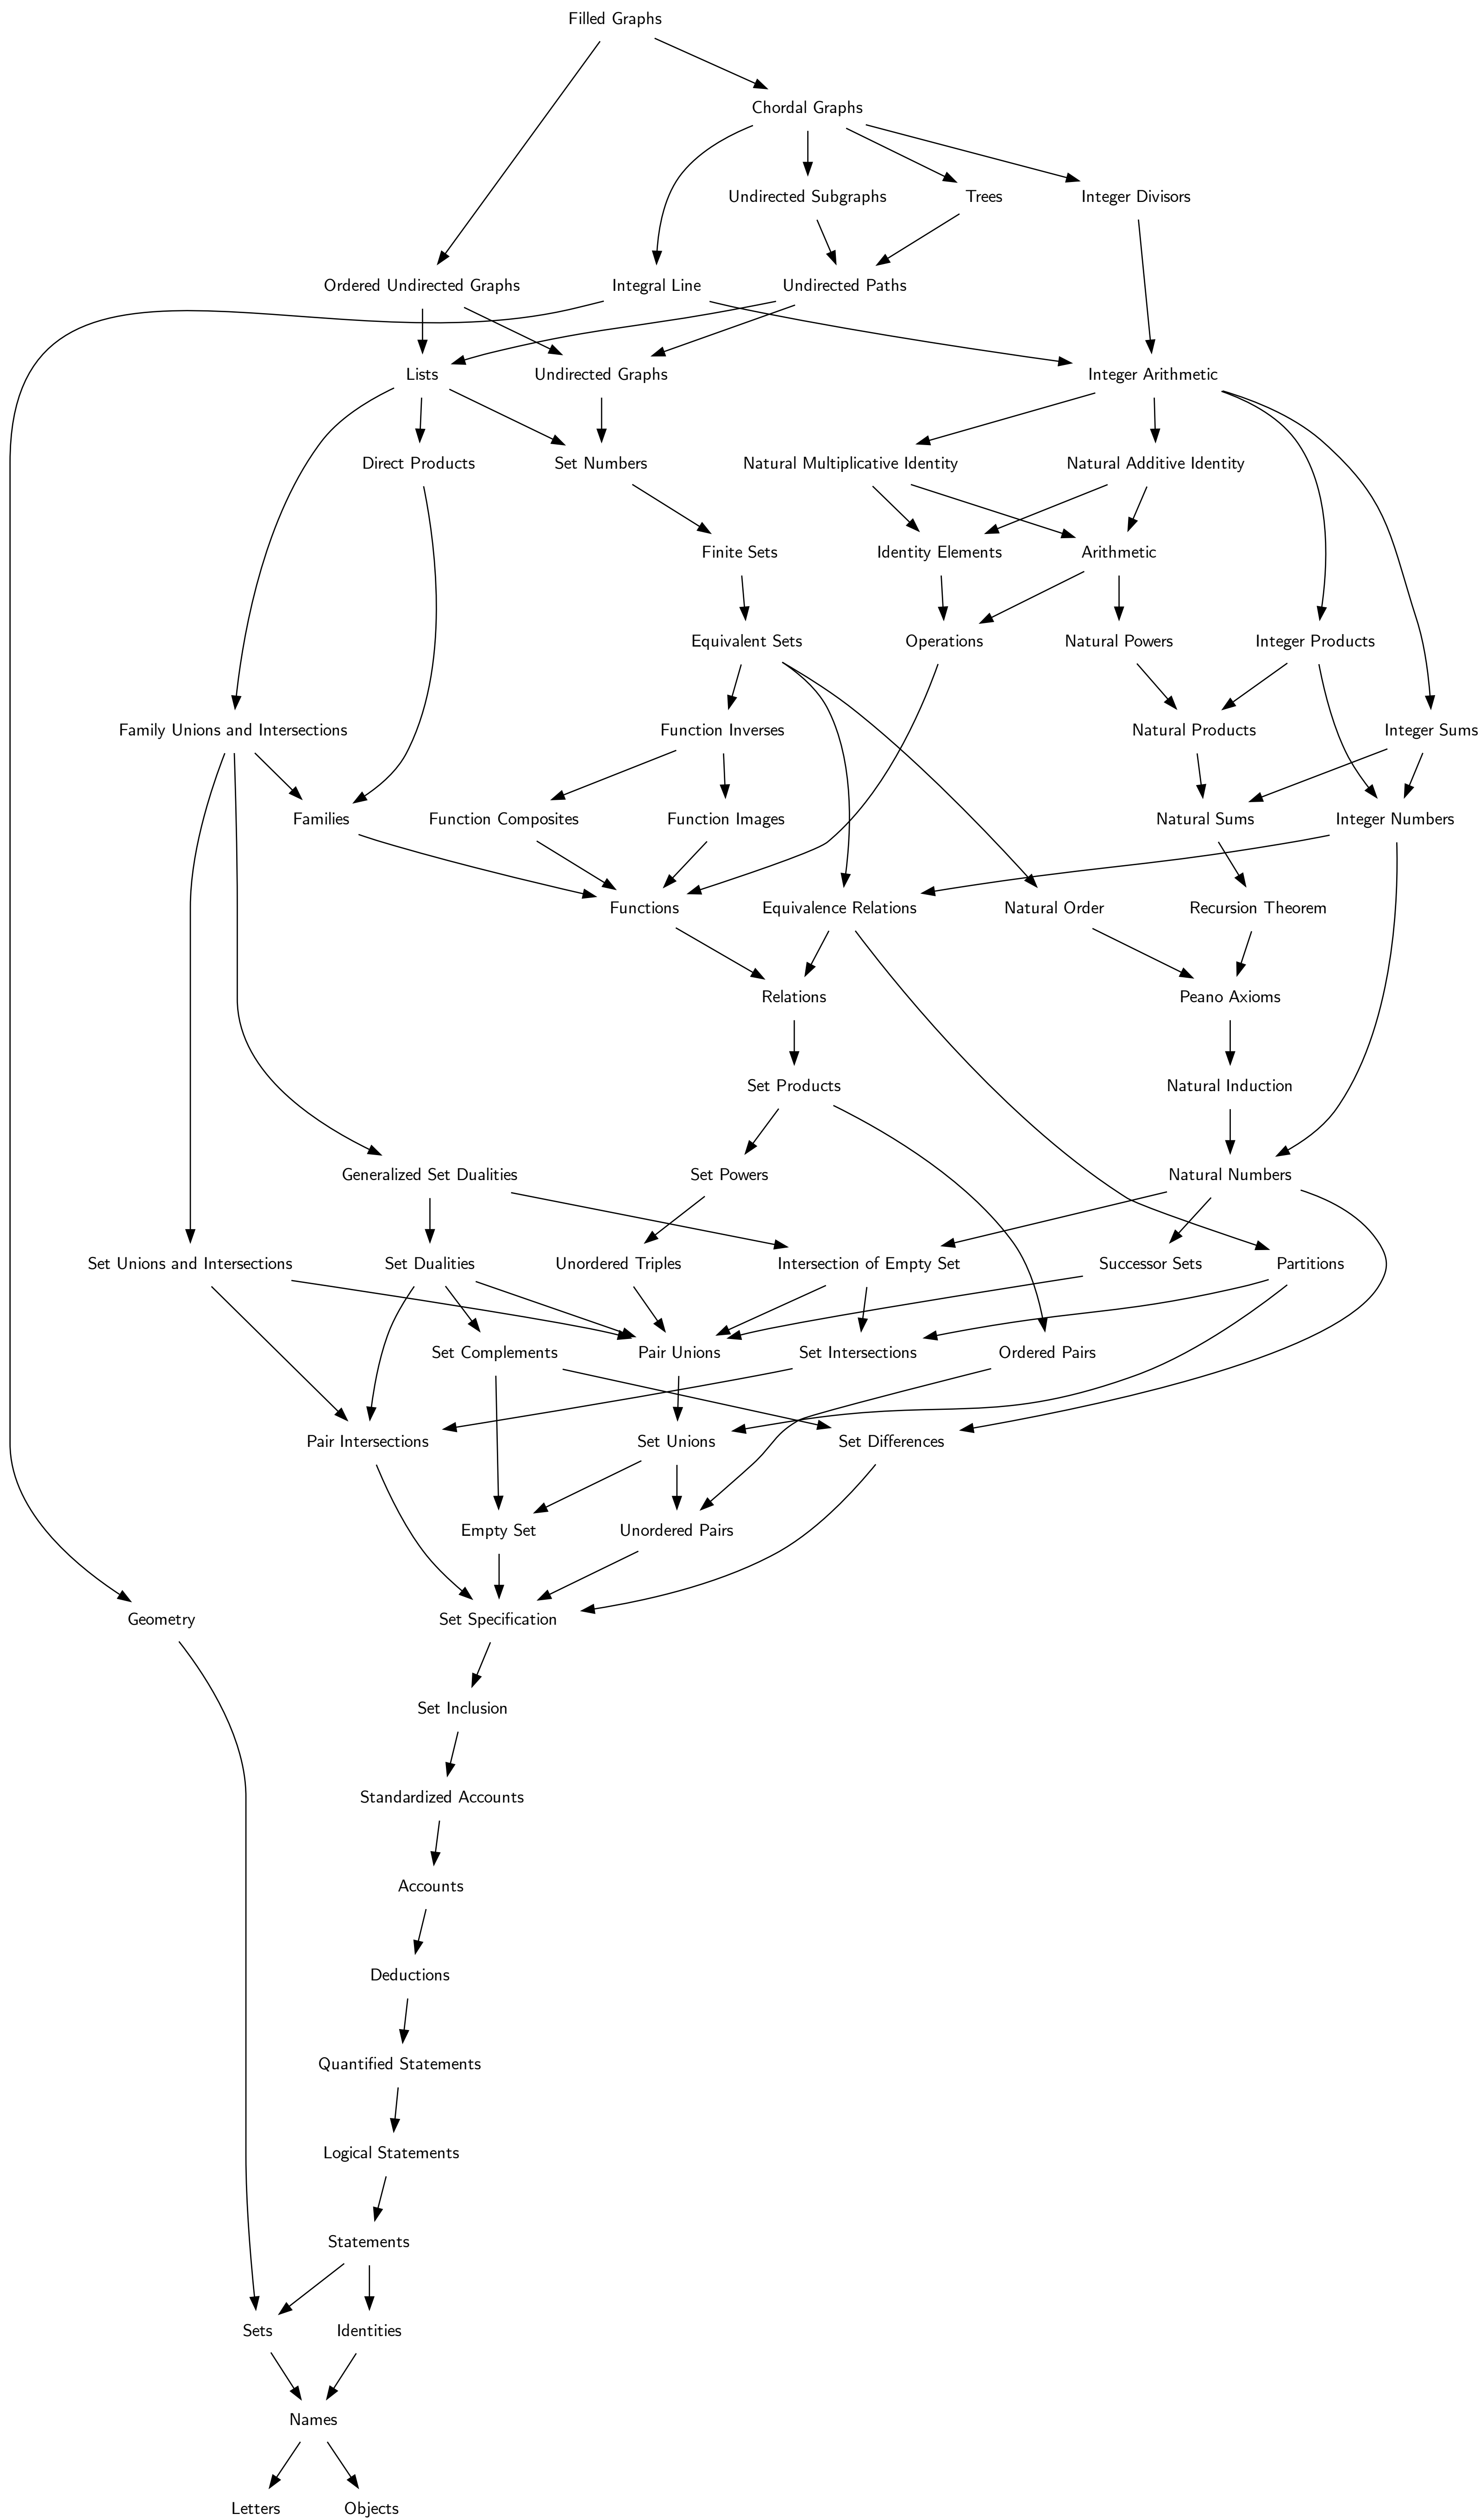 Filled Graphs
Chordal Graphs
Undirected Subgraphs
Trees
Integer Divisors
Ordered Undirected Graphs
Integral Line
Undirected Paths
Lists
Undirected Graphs
Integer Arithmetic
Direct Products
Set Numbers
Natural Multiplicative Identity
Natural Additive Identity
Finite Sets
Identity Elements
Arithmetic
Equivalent Sets
Operations
Natural Powers
Integer Products
Family Unions and Intersections
Function Inverses
Natural Products
Integer Sums
Families
Function Composites
Function Images
Natural Sums
Integer Numbers
Functions
Equivalence Relations
Natural Order
Recursion Theorem
Relations
Peano Axioms
Set Products
Natural Induction
Generalized Set Dualities
Set Powers
Natural Numbers
Set Unions and Intersections
Set Dualities
Unordered Triples
Intersection of Empty Set
Successor Sets
Partitions
Set Complements
Pair Unions
Set Intersections
Ordered Pairs
Pair Intersections
Set Unions
Set Differences
Empty Set
Unordered Pairs
Geometry
Set Specification
Set Inclusion
Standardized Accounts
Accounts
Deductions
Quantified Statements
Logical Statements
Statements
Sets
Identities
Names
Letters
Objects